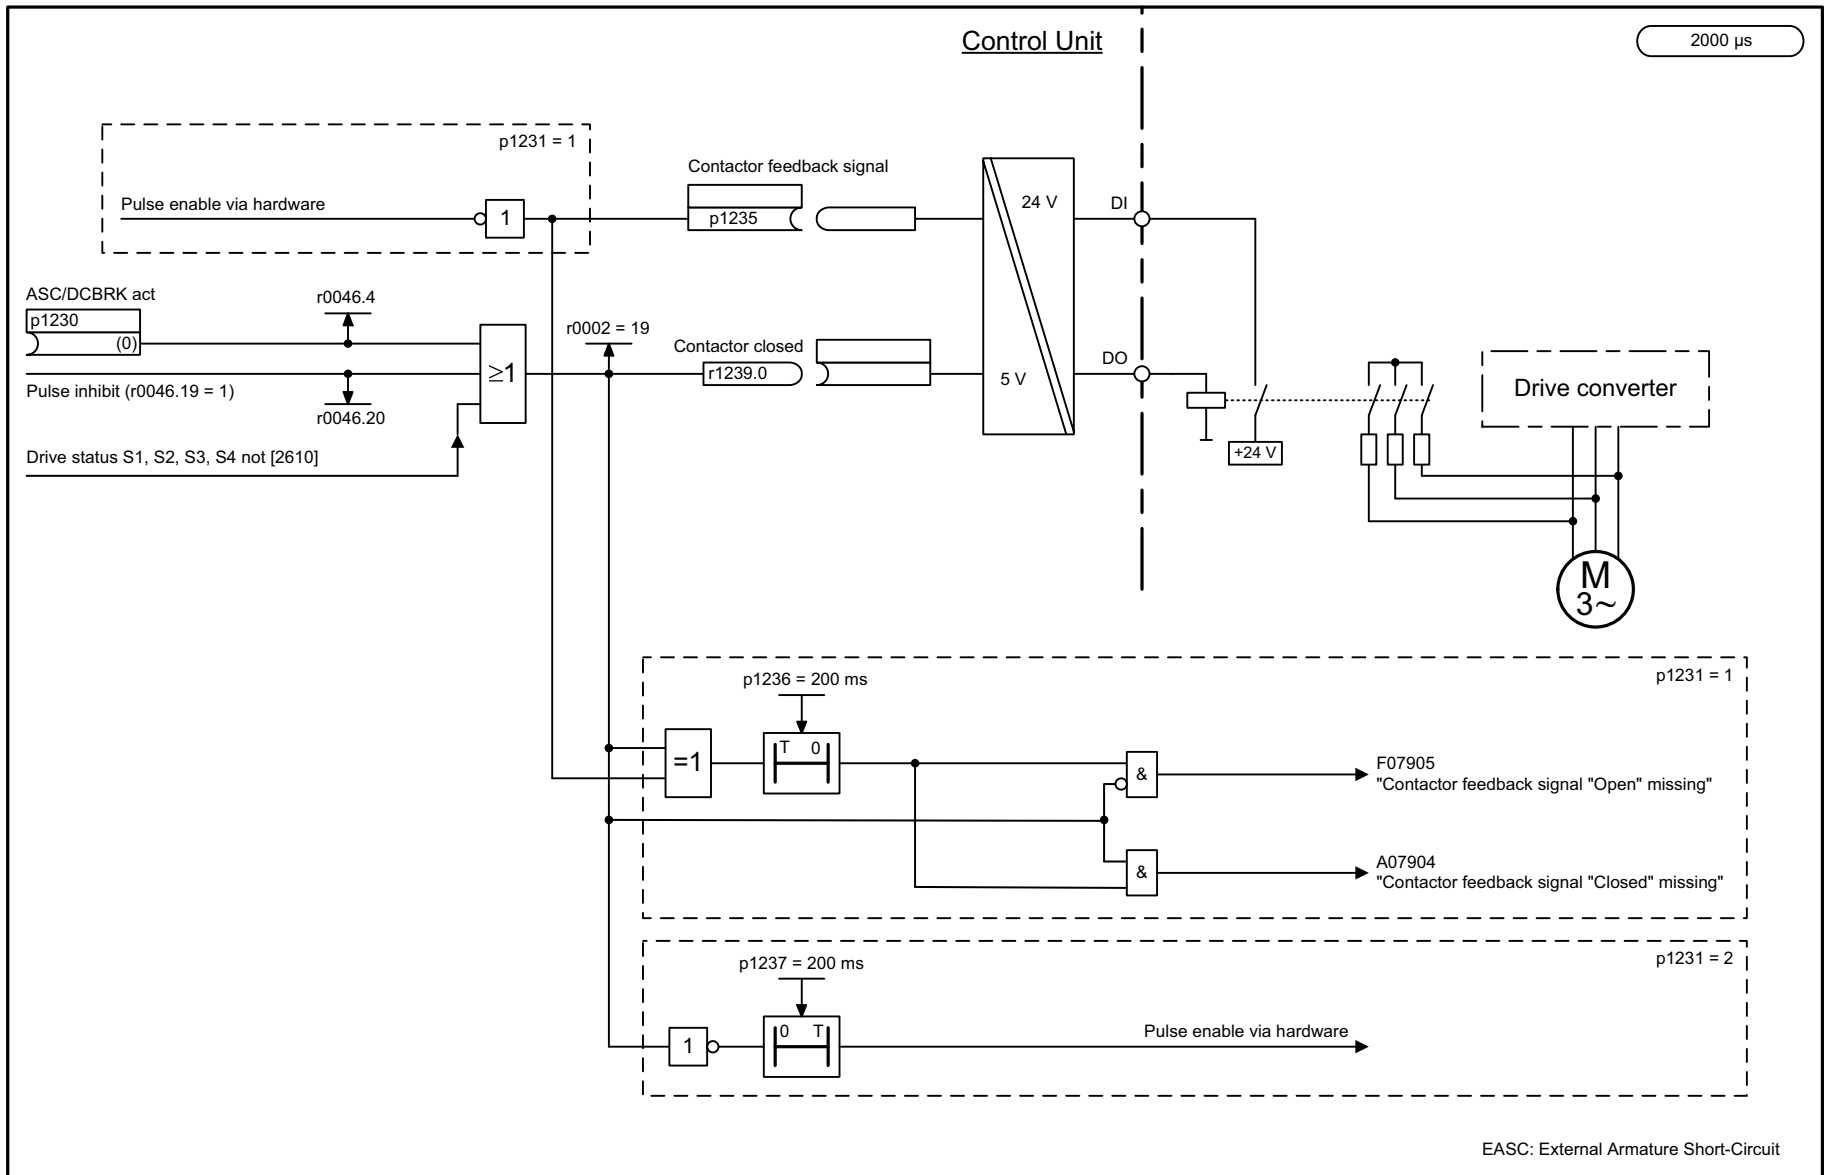 Control Unit
2000 µs
p1231 = 1
Contactor feedback signal
Pulse enable via hardware
1
p1235
24 V
DI
ASC/DCBRK act
p1230
(0)
r0046.4
≥1
r0002 = 19
Contactor closed
r1239.0
5 V
DO
Pulse inhibit (r0046.19 = 1)
r0046.20
Drive status S1, S2, S3, S4 not [2610]
+24 V
Drive converter
M
3~
p1231 = 1
p1236 = 200 ms
=1
T 0
&
F07905
"Contactor feedback signal "Open" missing"
&
A07904
"Contactor feedback signal "Closed" missing"
p1231 = 2
p1237 = 200 ms
1
0 T
Pulse enable via hardware
EASC: External Armature Short-Circuit